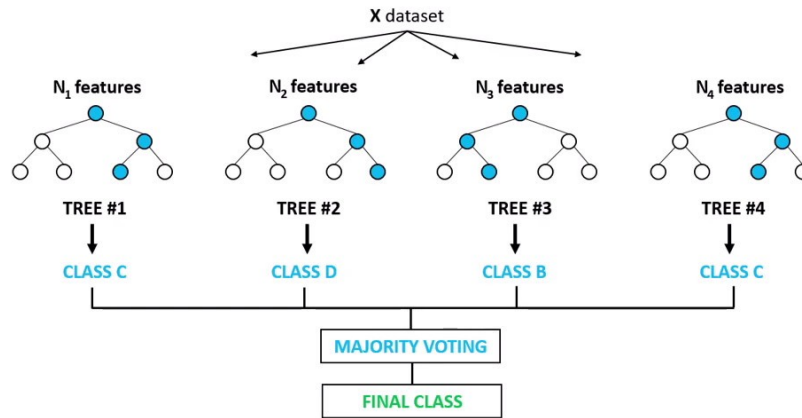 X dataset
N₁ features
N₂ features
N₃ features
N₄ features
TREE #1
TREE #2
TREE #3
TREE #4
CLASS C
CLASS D
CLASS B
CLASS C
MAJORITY VOTING
FINAL CLASS